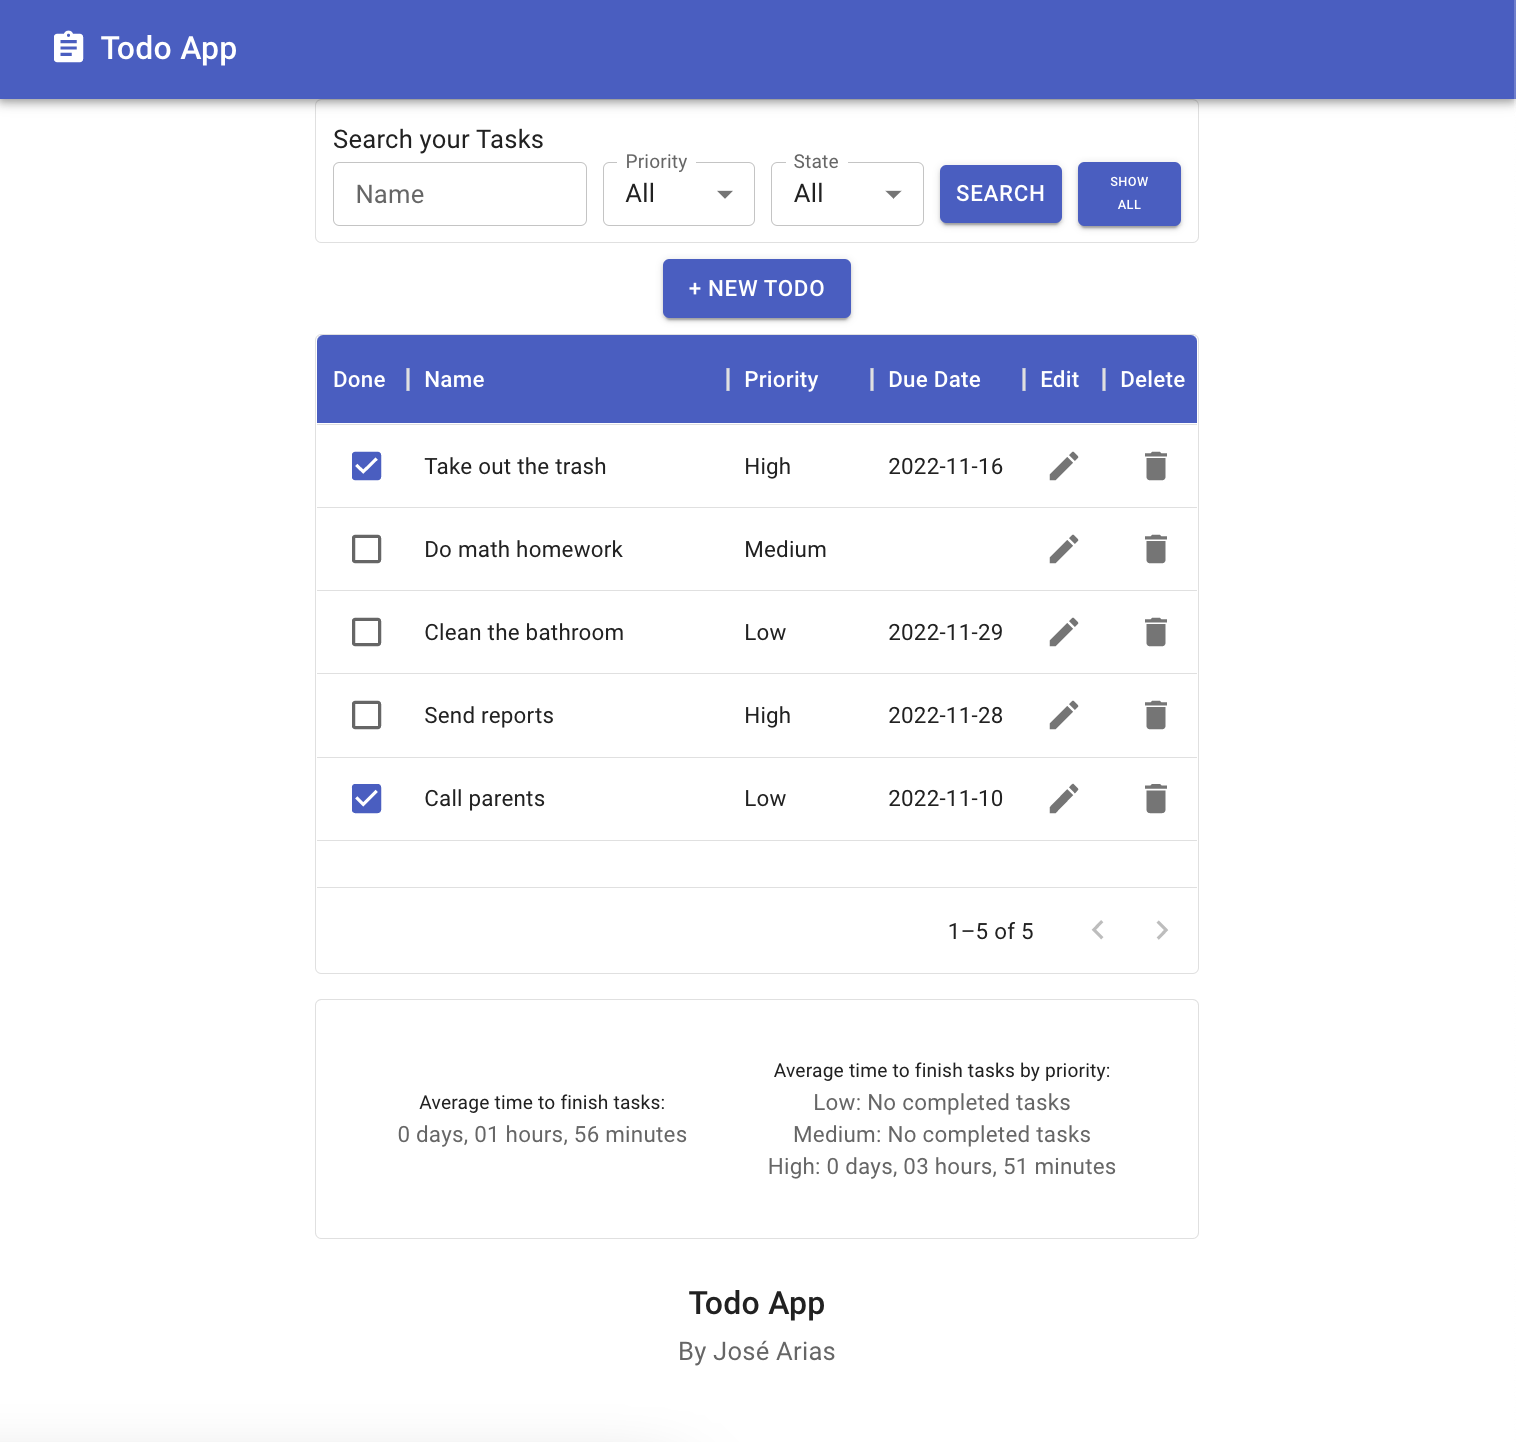 Todo App
Search your Tasks
Name
Priority
All
State
All
SEARCH
SHOW
ALL
+ NEW TODO
Done Name Priority Due Date Edit Delete
Take out the trash High 2022-11-16
Do math homework Medium
Clean the bathroom Low 2022-11-29
Send reports High 2022-11-28
Call parents Low 2022-11-10
1–5 of 5
Average time to finish tasks:
0 days, 01 hours, 56 minutes
Average time to finish tasks by priority:
Low: No completed tasks
Medium: No completed tasks
High: 0 days, 03 hours, 51 minutes
Todo App
By José Arias